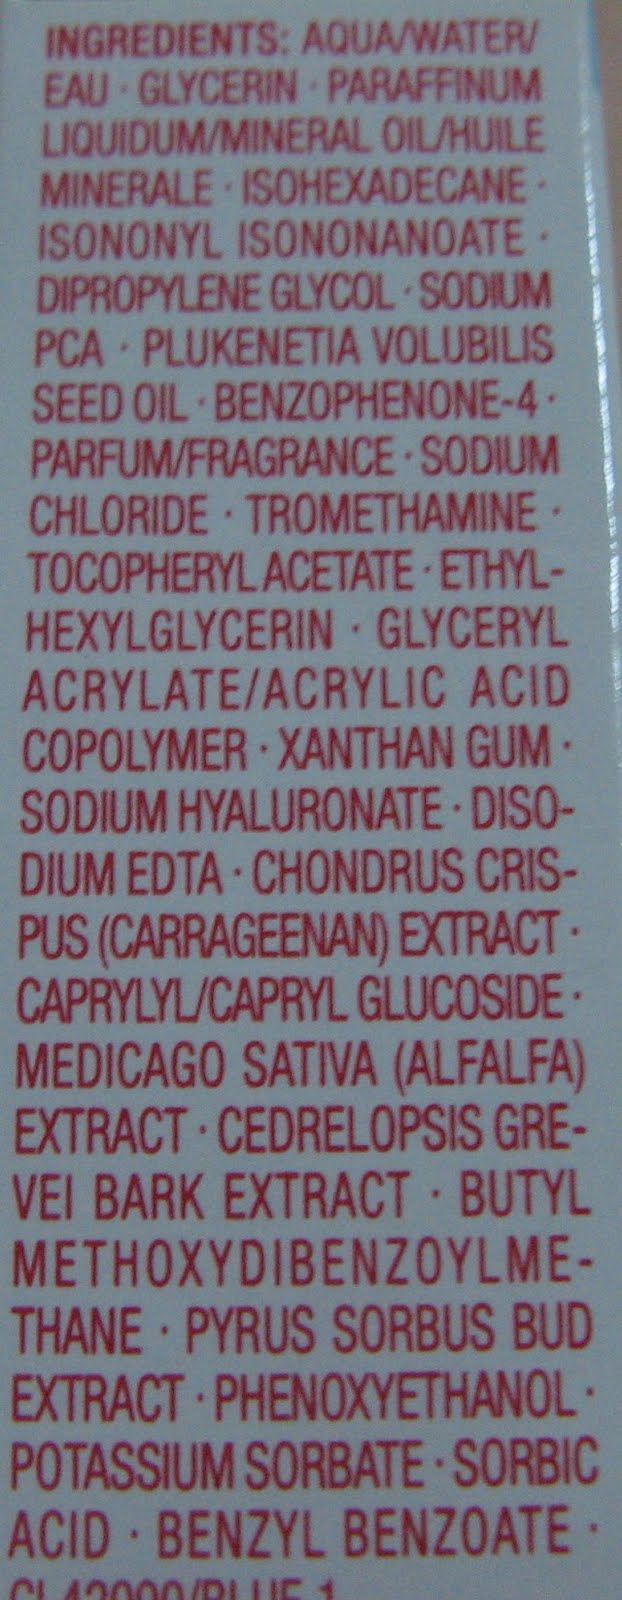 INGREDIENTS: AQUA/WATER/
EAU · GLYCERIN · PARAFFINUM
LIQUIDUM/MINERAL OIL/HUILE
MINERALE · ISOHEXADECANE ·
ISONONYL ISONONANOATE ·
DIPROPYLENE GLYCOL · SODIUM
PCA · PLUKENETIA VOLUBILIS
SEED OIL · BENZOPHENONE-4 ·
PARFUM/FRAGRANCE · SODIUM
CHLORIDE · TROMETHAMINE ·
TOCOPHERYL ACETATE · ETHYL-
HEXYLGLYCERIN · GLYCERYL
ACRYLATE/ACRYLIC ACID
COPOLYMER · XANTHAN GUM ·
SODIUM HYALURONATE · DISO-
DIUM EDTA · CHONDRUS CRIS-
PUS (CARRAGEENAN) EXTRACT ·
CAPRYLYL/CAPRYL GLUCOSIDE ·
MEDICAGO SATIVA (ALFALFA)
EXTRACT · CEDRELOPSIS GRE-
VEI BARK EXTRACT · BUTYL
METHOXYDIBENZOYLME-
THANE · PYRUS SORBUS BUD
EXTRACT · PHENOXYETHANOL ·
POTASSIUM SORBATE · SORBIC
ACID · BENZYL BENZOATE ·
CI 42090/BLUE 1